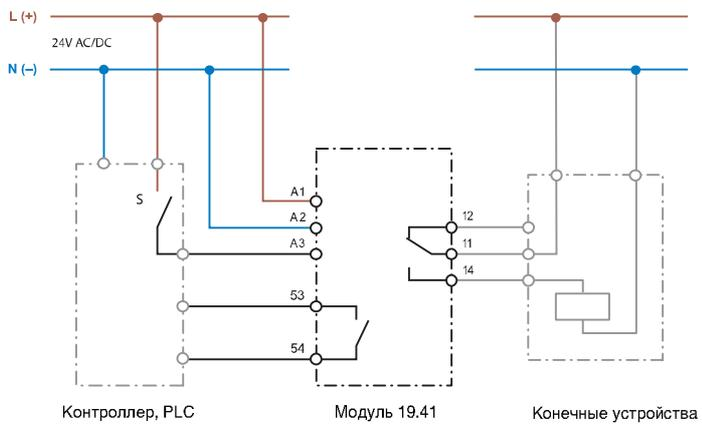 L (+)
24V AC/DC
N (–)
S
A1
A2
A3
53
54
12
11
14
Контроллер, PLC
Модуль 19.41
Конечные устройства